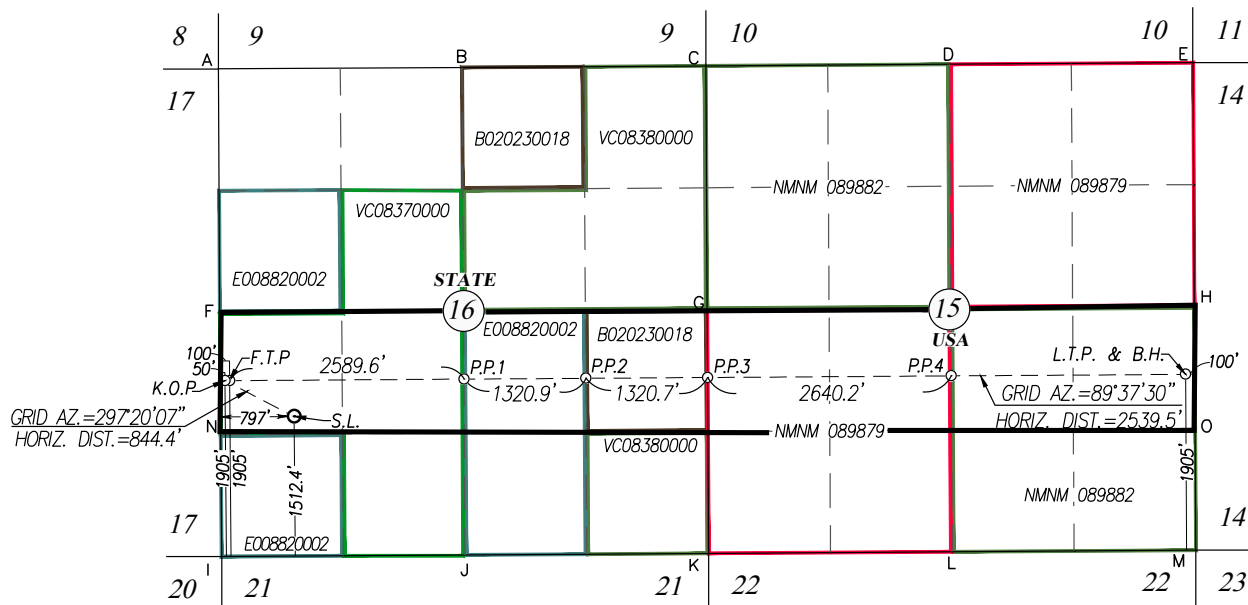 8 9 9 10 10 11
A B C D E
17 14
B020230018 VC08380000
NMNM 089882 NMNM 089879
VC08370000
E008820002
STATE
F 16 G 15 H
E008820002 B020230018 USA
100' F.T.P 2589.6' P.P.1 P.P.2 P.P.3 P.P.4 L.T.P. & B.H. 100'
50'
K.O.P 1320.9' 1320.7' 2640.2' GRID AZ.=89°37'30"
GRID AZ.=297°20'07" 797' S.L. HORIZ. DIST.=2539.5'
HORIZ. DIST.=844.4' N NMNM 089879 O
VC08380000
1905' 1905' 1512.4' 1905'
NMNM 089882
17 E008820002 14
I J K L M
20 21 21 22 22 23